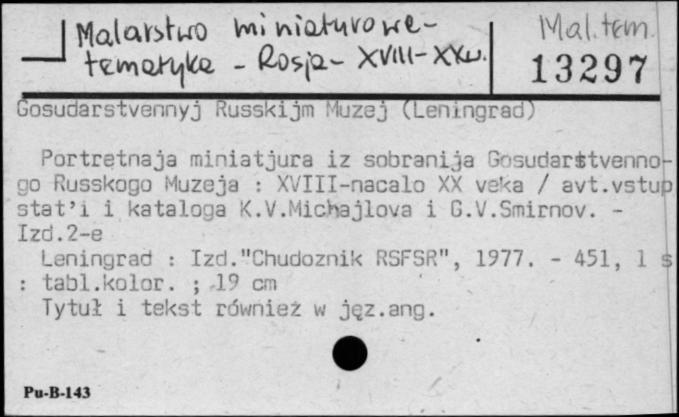 Malarstwo miniaturowe-
tematyka - Rosja - XVIII-XXw.
Mal.tem.
13297
Gosudarstvennyj Russkijm Muzej (Leningrad)
Portretnaja miniatjura iz sobranija Gosudarstvenno-
go Russkogo Muzeja : XVIII-nacalo XX veka / avt.vstup
stat'i i kataloga K.V.Michajlova i G.V.Smirnov. -
Izd.2-e
Leningrad : Izd."Chudoznik RSFSR", 1977. - 451, 1 s
: tabl.kolor. ; 19 cm
Tytuł i tekst również w jęz.ang.
Pu-B-143